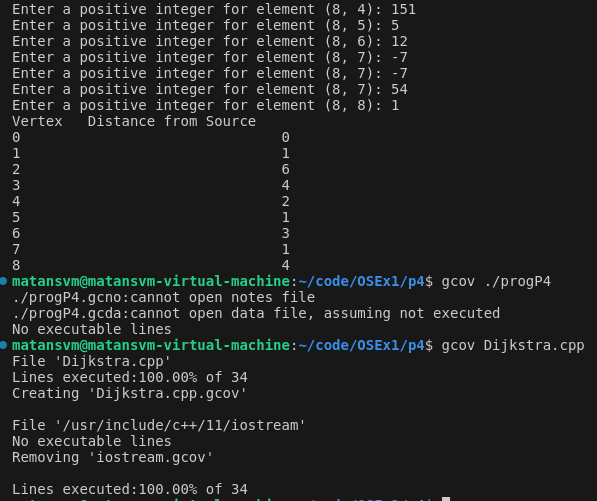 Enter a positive integer for element (8, 4): 151
Enter a positive integer for element (8, 5): 5
Enter a positive integer for element (8, 6): 12
Enter a positive integer for element (8, 7): -7
Enter a positive integer for element (8, 7): -7
Enter a positive integer for element (8, 7): 54
Enter a positive integer for element (8, 8): 1
Vertex   Distance from Source
0                                0
1                                1
2                                6
3                                4
4                                2
5                                1
6                                3
7                                1
8                                4
matansvm@matansvm-virtual-machine:~/code/OSEx1/p4$ gcov ./progP4
./progP4.gcno:cannot open notes file
./progP4.gcda:cannot open data file, assuming not executed
No executable lines
matansvm@matansvm-virtual-machine:~/code/OSEx1/p4$ gcov Dijkstra.cpp
File 'Dijkstra.cpp'
Lines executed:100.00% of 34
Creating 'Dijkstra.cpp.gcov'

File '/usr/include/c++/11/iostream'
No executable lines
Removing 'iostream.gcov'

Lines executed:100.00% of 34
matansvm@matansvm-virtual-machine:~/code/OSEx1/p4$